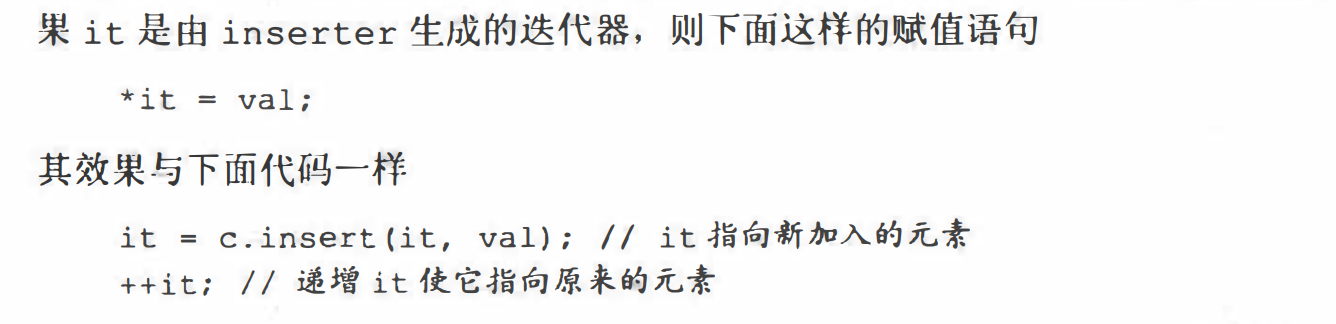 果 it 是由 inserter 生成的迭代器，则下面这样的赋值语句
*it = val;
其效果与下面代码一样
it = c.insert(it, val); // it 指向新加入的元素
++it; // 递增 it 使它指向原来的元素